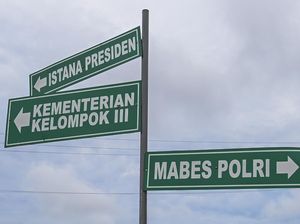 ISTANA PRESIDEN
KEMENTERIAN
KELOMPOK III
MABES POLRI